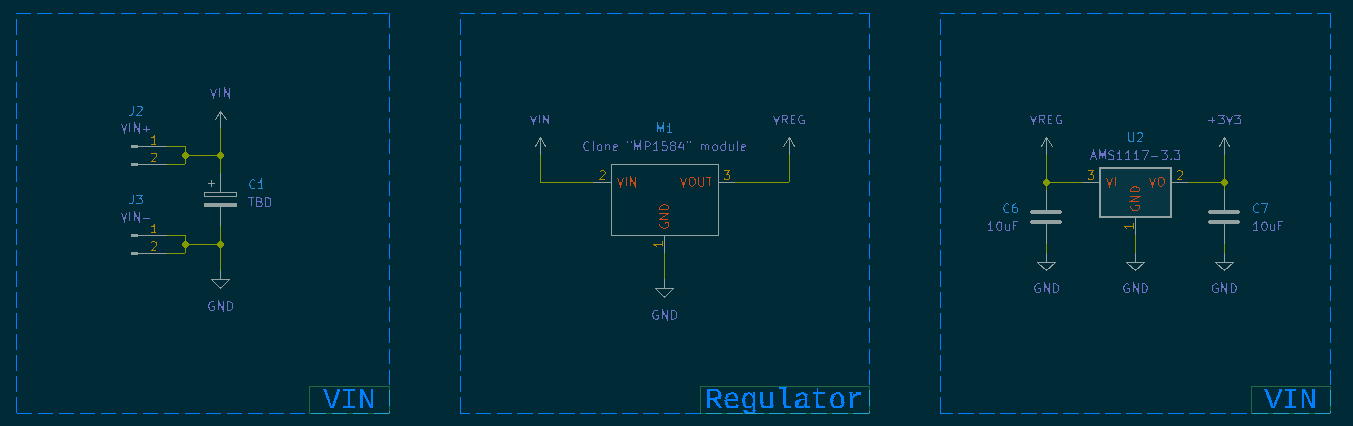 VIN
J2
VIN+
1
2
+
C1
TBD
J3
VIN-
1
2
GND
VIN
VIN
VREG
M1
Clone "MP1584" module
2
VIN
VOUT
3
GND
1
GND
Regulator
VREG
+3V3
U2
AMS1117-3.3
3
VI
VO
2
GND
1
C6
10uF
C7
10uF
GND
GND
GND
VIN